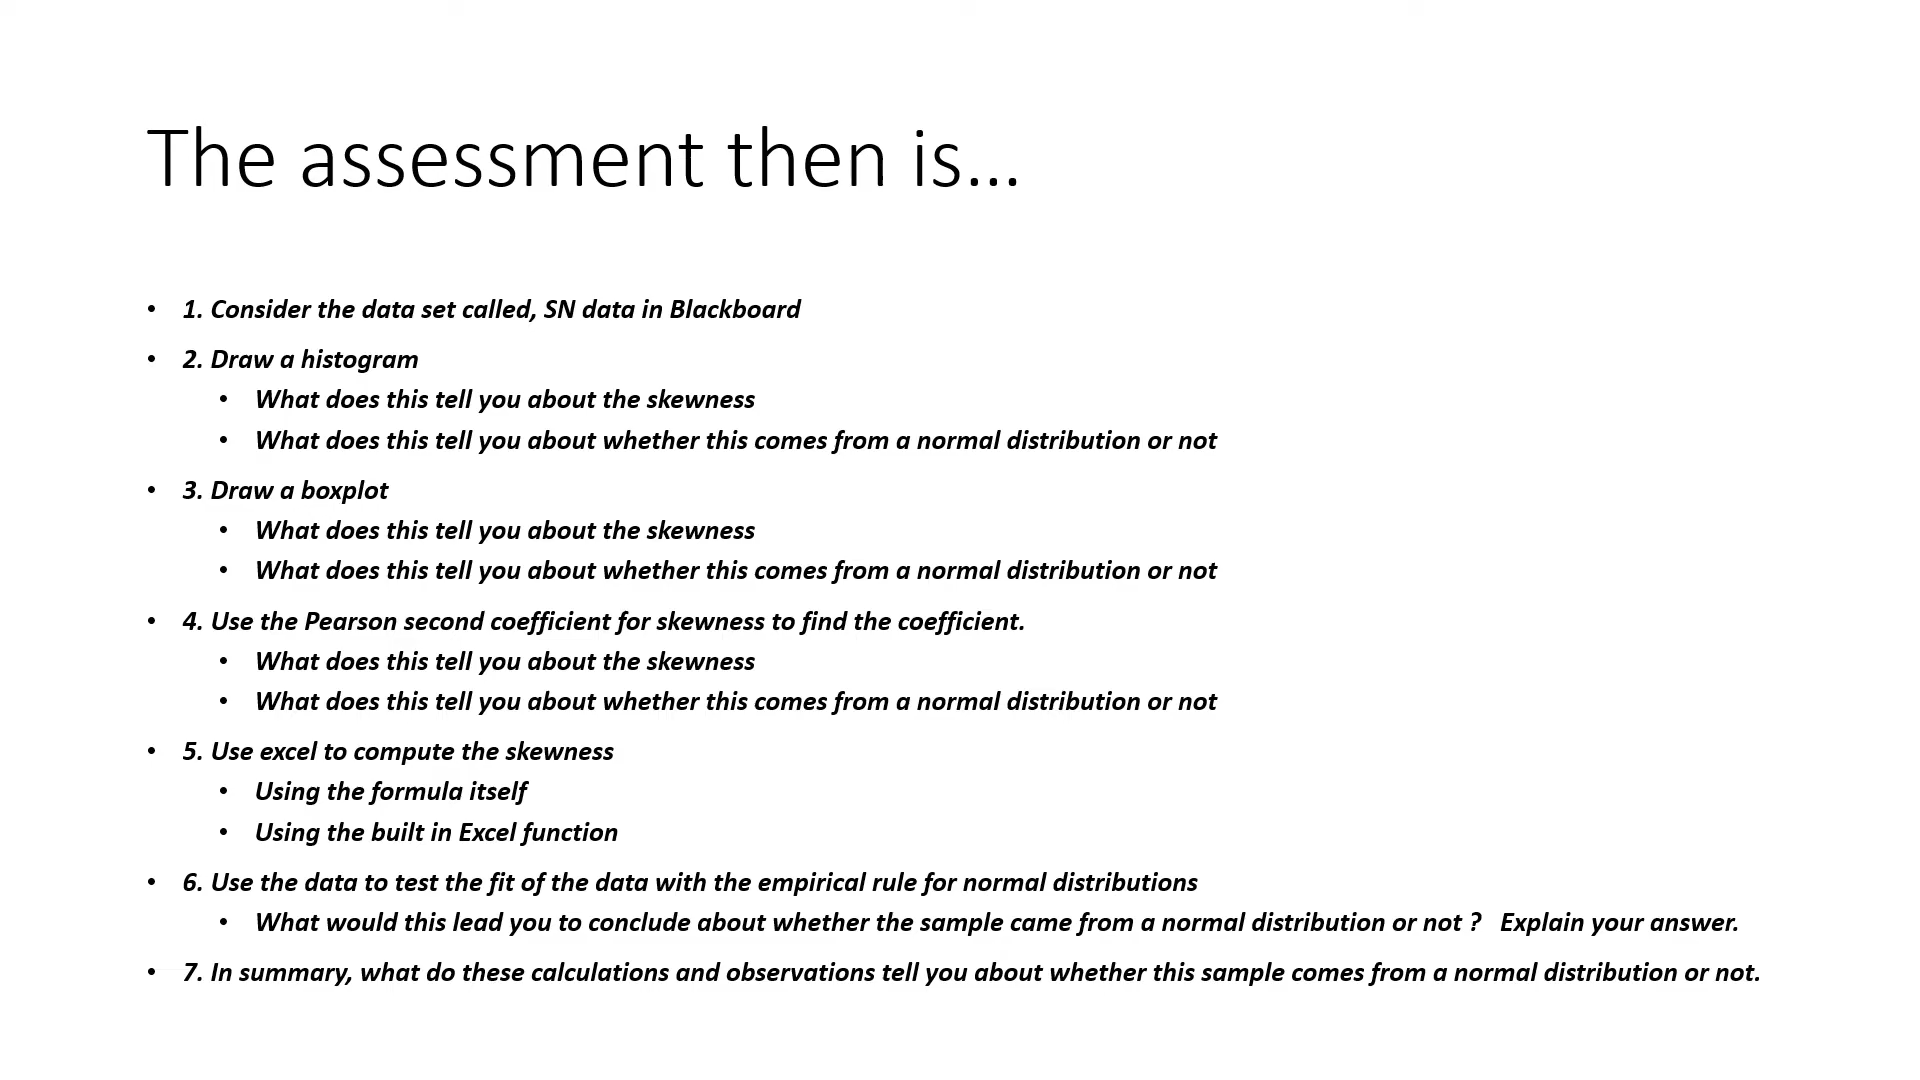 The assessment then is...
• 1. Consider the data set called, SN data in Blackboard
• 2. Draw a histogram
• What does this tell you about the skewness
• What does this tell you about whether this comes from a normal distribution or not
• 3. Draw a boxplot
• What does this tell you about the skewness
• What does this tell you about whether this comes from a normal distribution or not
• 4. Use the Pearson second coefficient for skewness to find the coefficient.
• What does this tell you about the skewness
• What does this tell you about whether this comes from a normal distribution or not
• 5. Use excel to compute the skewness
• Using the formula itself
• Using the built in Excel function
• 6. Use the data to test the fit of the data with the empirical rule for normal distributions
• What would this lead you to conclude about whether the sample came from a normal distribution or not ?   Explain your answer.
• 7. In summary, what do these calculations and observations tell you about whether this sample comes from a normal distribution or not.